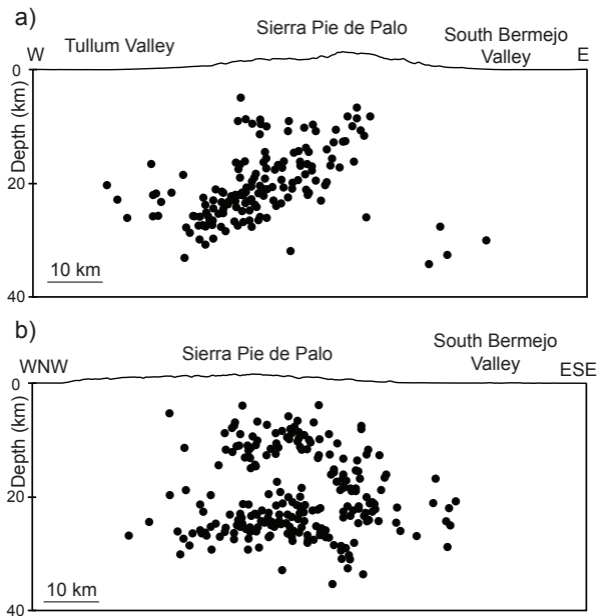 a)
Sierra Pie de Palo
Tullum Valley
South Bermejo
Valley
W
E
0
Depth (km)
20
40
10 km
b)
South Bermejo
Valley
Sierra Pie de Palo
WNW
ESE
0
Depth (km)
20
40
10 km